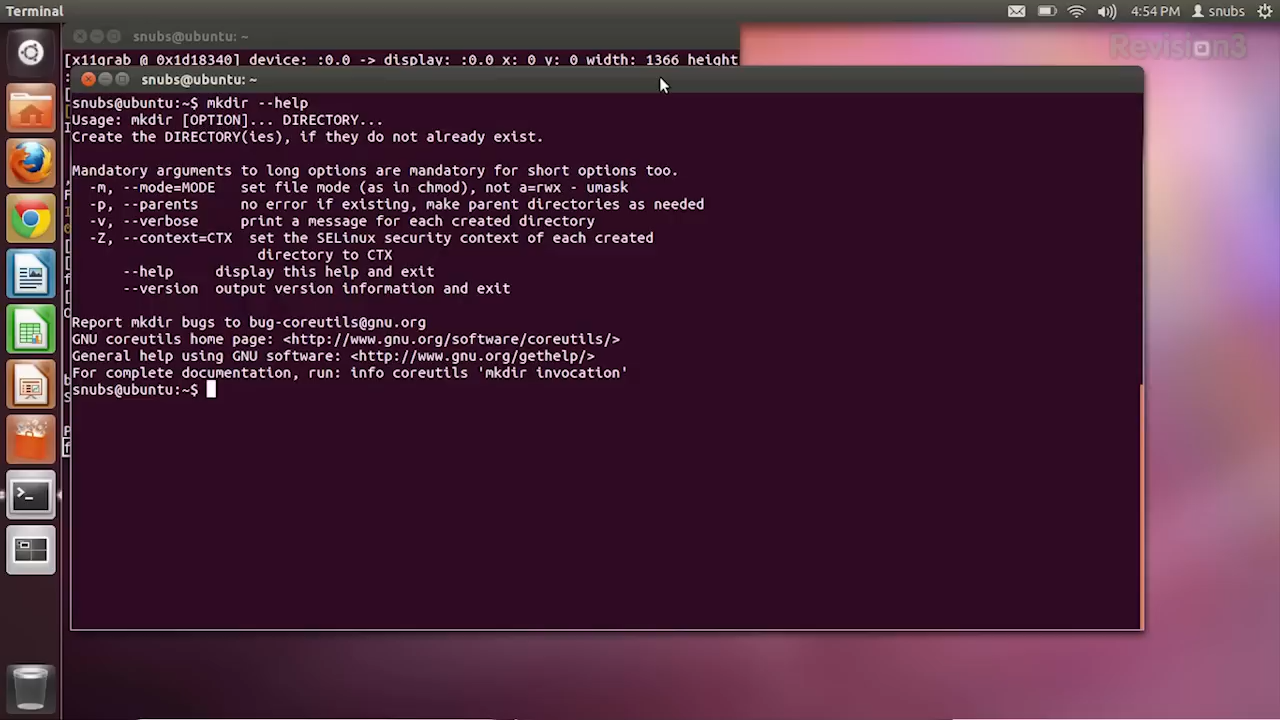 Terminal
4:54 PM
snubs
Revision3
snubs@ubuntu: ~
[x11grab @ 0x1d18340] device: :0.0 -> display: :0.0 x: 0 y: 0 width: 1366 height
snubs@ubuntu: ~
snubs@ubuntu:~$ mkdir --help
Usage: mkdir [OPTION]... DIRECTORY...
Create the DIRECTORY(ies), if they do not already exist.
Mandatory arguments to long options are mandatory for short options too.
-m, --mode=MODE   set file mode (as in chmod), not a=rwx - umask
-p, --parents     no error if existing, make parent directories as needed
-v, --verbose     print a message for each created directory
-Z, --context=CTX  set the SELinux security context of each created
directory to CTX
--help     display this help and exit
--version  output version information and exit
Report mkdir bugs to bug-coreutils@gnu.org
GNU coreutils home page: <http://www.gnu.org/software/coreutils/>
General help using GNU software: <http://www.gnu.org/gethelp/>
For complete documentation, run: info coreutils 'mkdir invocation'
snubs@ubuntu:~$